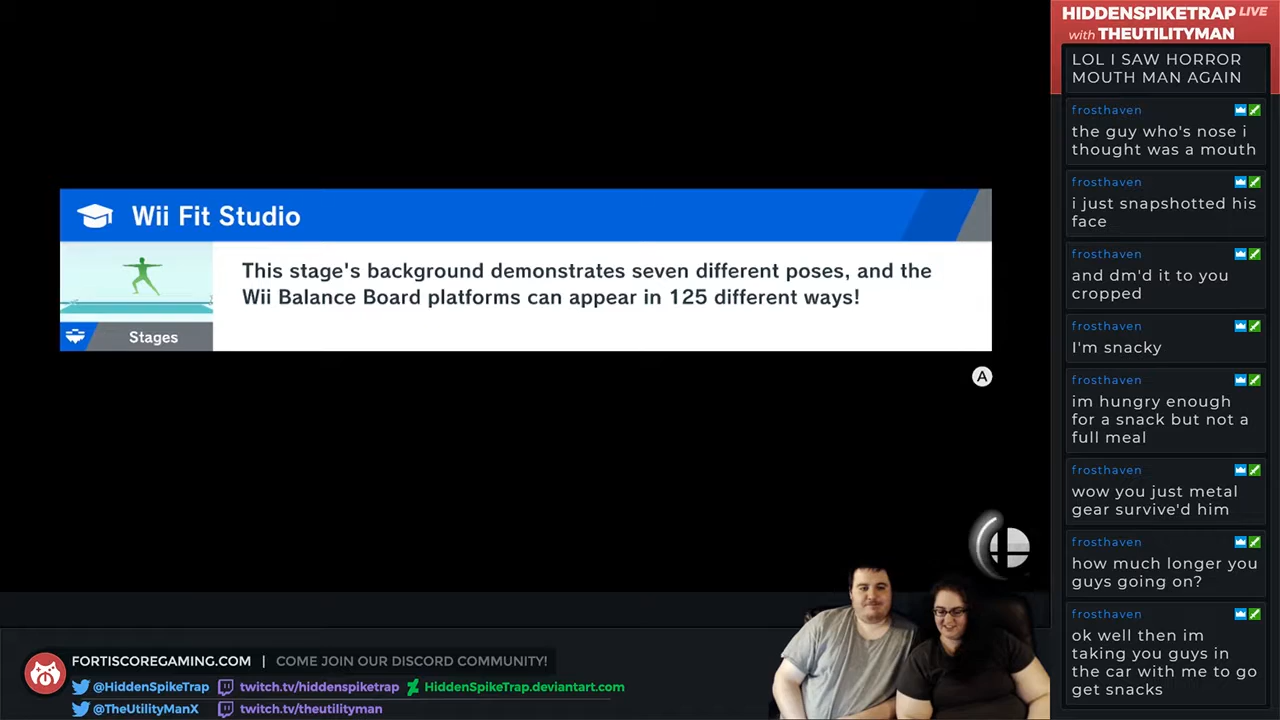 HIDDENSPIKETRAP LIVE
with THEUTILITYMAN
LOL I SAW HORROR
MOUTH MAN AGAIN
frosthaven
the guy who's nose i
thought was a mouth
frosthaven
i just snapshotted his
face
frosthaven
and dm'd it to you
cropped
frosthaven
I'm snacky
frosthaven
im hungry enough
for a snack but not a
full meal
frosthaven
wow you just metal
gear survive'd him
frosthaven
how much longer you
guys going on?
frosthaven
ok well then im
taking you guys in
the car with me to go
get snacks
Wii Fit Studio
This stage's background demonstrates seven different poses, and the
Wii Balance Board platforms can appear in 125 different ways!
Stages
A
FORTISCOREGAMING.COM | COME JOIN OUR DISCORD COMMUNITY!
@HiddenSpikeTrap twitch.tv/hiddenspiketrap HiddenSpikeTrap.deviantart.com
@TheUtilityManX twitch.tv/theutilityman